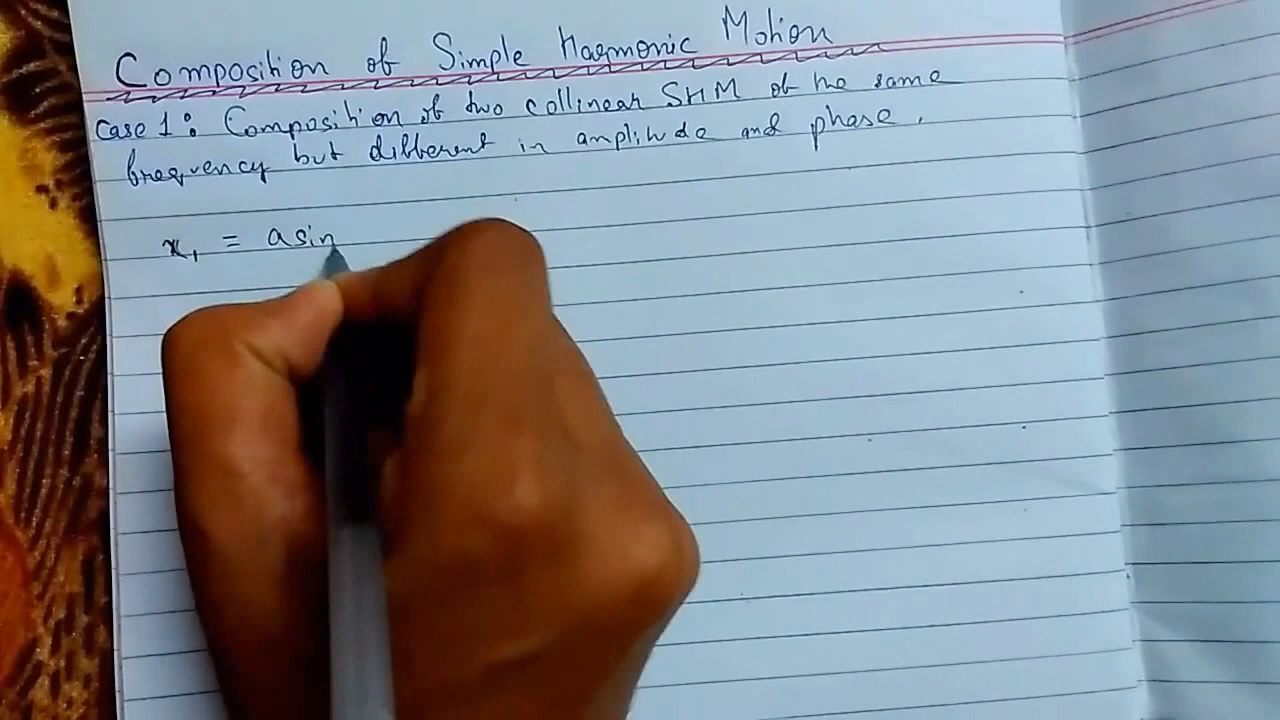 Composition of Simple Harmonic Motion
Case 1: Composition of two collinear SHM of the same
frequency but different in amplitude and phase.
x₁ = a sin